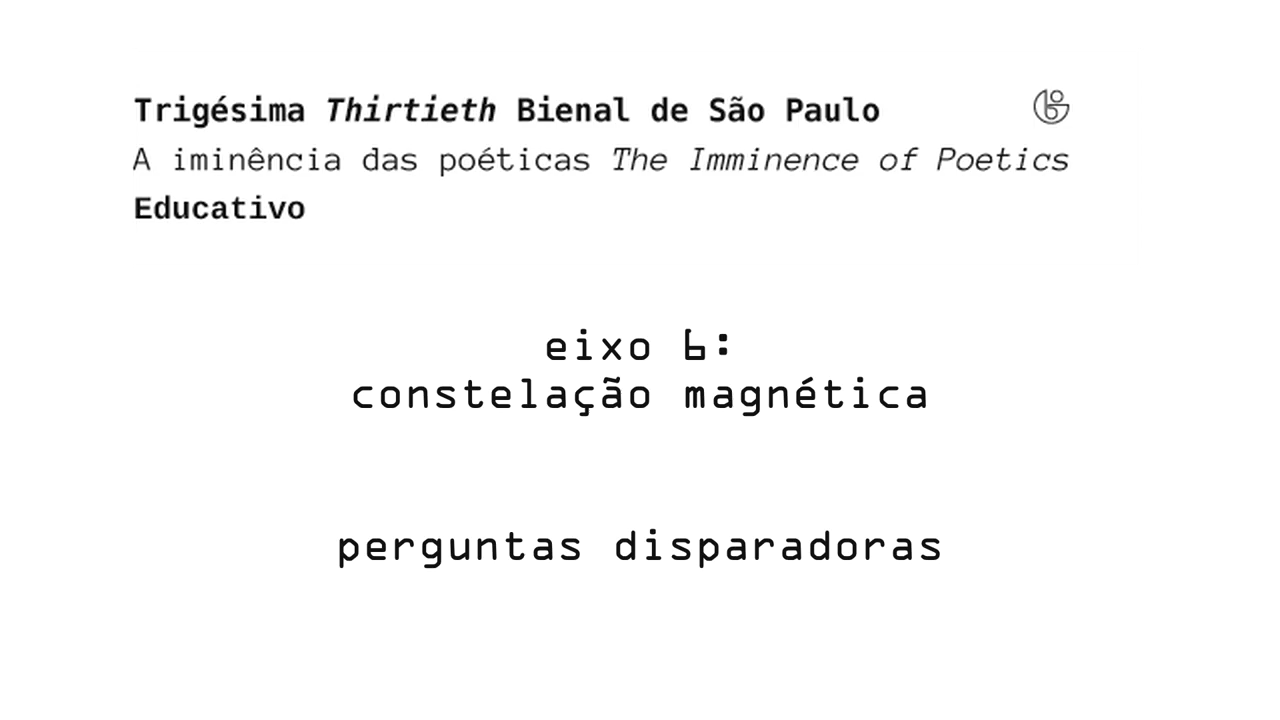 Trigésima Thirtieth Bienal de São Paulo
A iminência das poéticas The Imminence of Poetics
Educativo
eixo 6:
constelação magnética
perguntas disparadoras